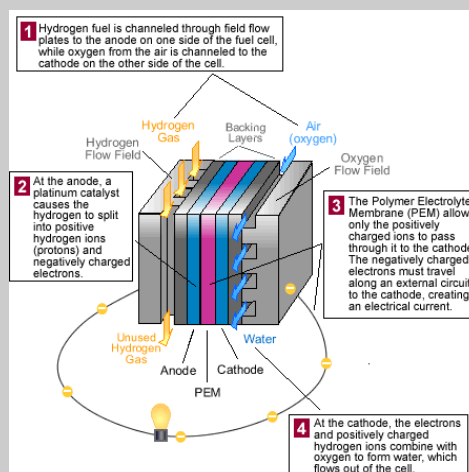 1 Hydrogen fuel is channeled through field flow
plates to the anode on one side of the fuel cell,
while oxygen from the air is channeled to the
cathode on the other side of the cell.
Hydrogen
Gas
Backing
Layers
Air
(oxygen)
Hydrogen
Flow Field
Oxygen
Flow Field
2 At the anode, a
platinum catalyst
causes the
hydrogen to split
into positive
hydrogen ions
(protons) and
negatively charged
electrons.
3 The Polymer Electrolyte
Membrane (PEM) allow
only the positively
charged ions to pass
through it to the cathode
The negatively charged
electrons must travel
along an external circuit
to the cathode, creating
an electrical current.
Unused
Hydrogen
Gas
Water
Anode
Cathode
PEM
4 At the cathode, the electrons
and positively charged
hydrogen ions combine with
oxygen to form water, which
flows out of the cell.